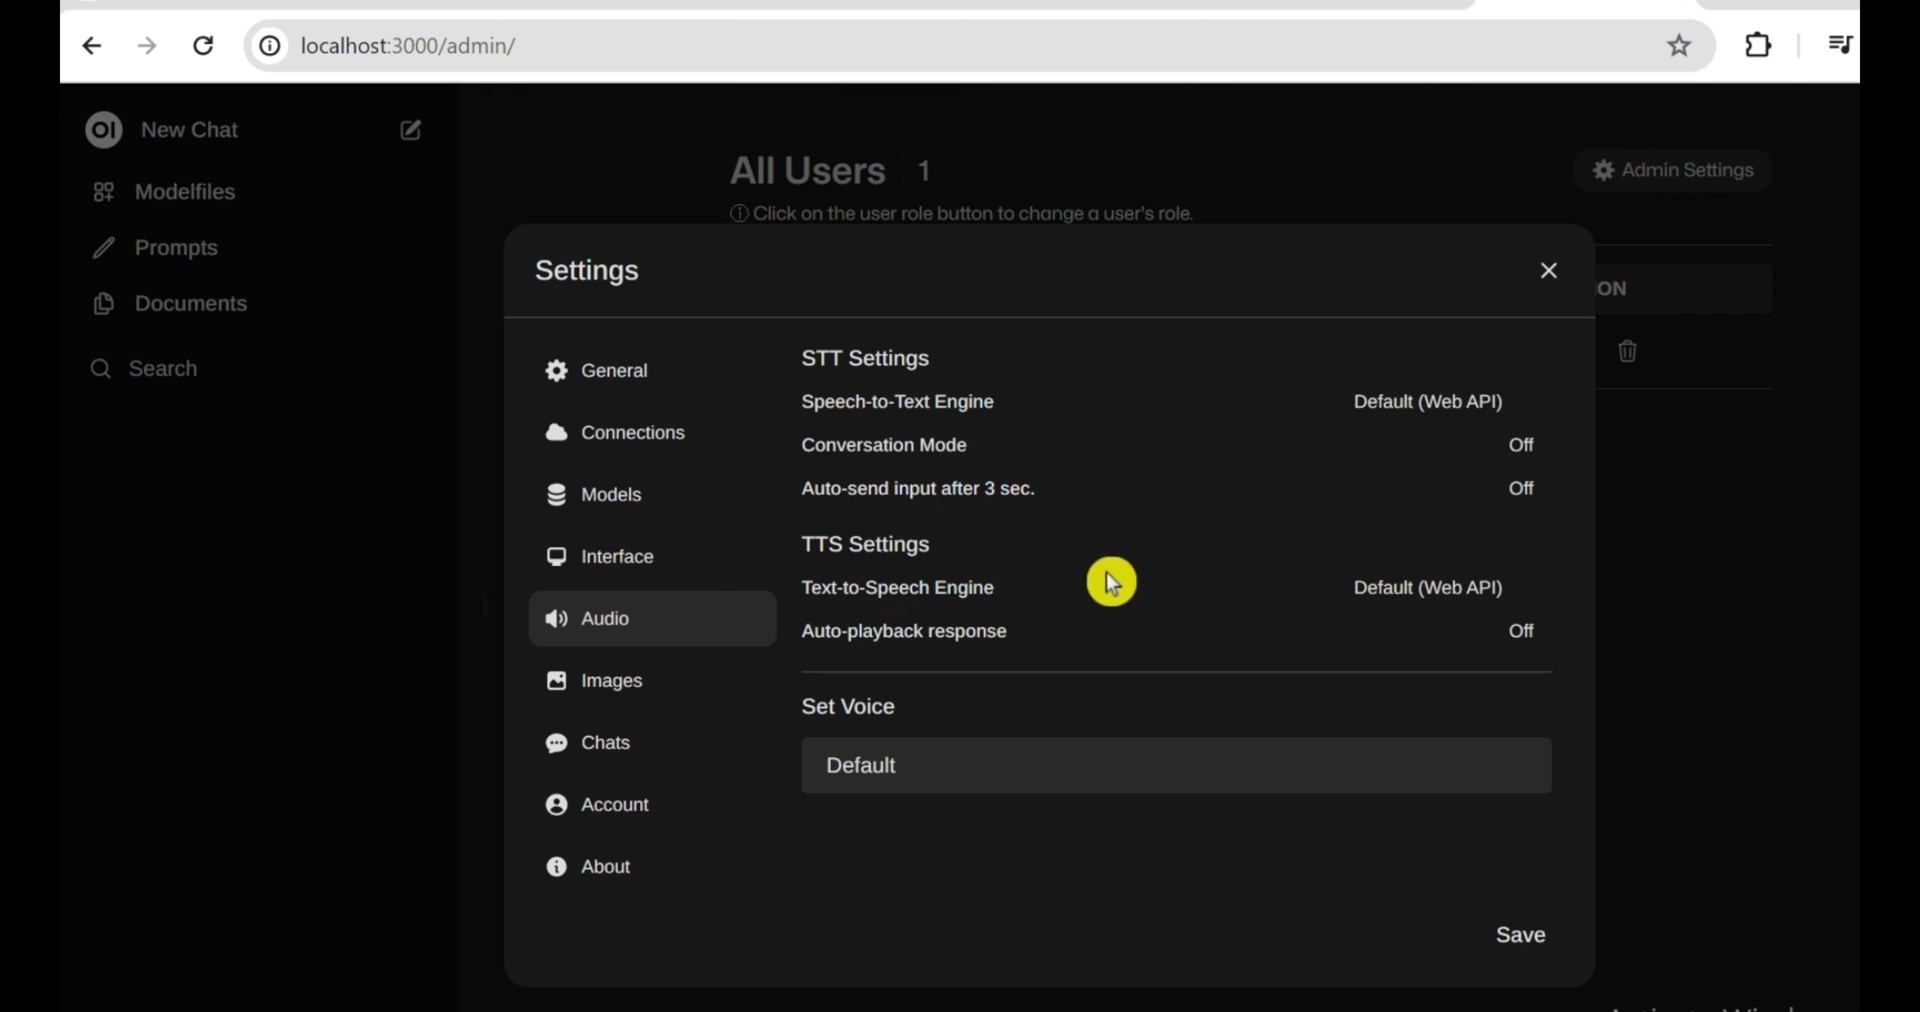 localhost:3000/admin/
OI New Chat
Modelfiles
Prompts
Documents
Search
All Users 1
Admin Settings
Click on the user role button to change a user's role.
ION
Settings
General
Connections
Models
Interface
Audio
Images
Chats
Account
About
STT Settings
Speech-to-Text Engine Default (Web API)
Conversation Mode Off
Auto-send input after 3 sec. Off
TTS Settings
Text-to-Speech Engine Default (Web API)
Auto-playback response Off
Set Voice
Default
Save